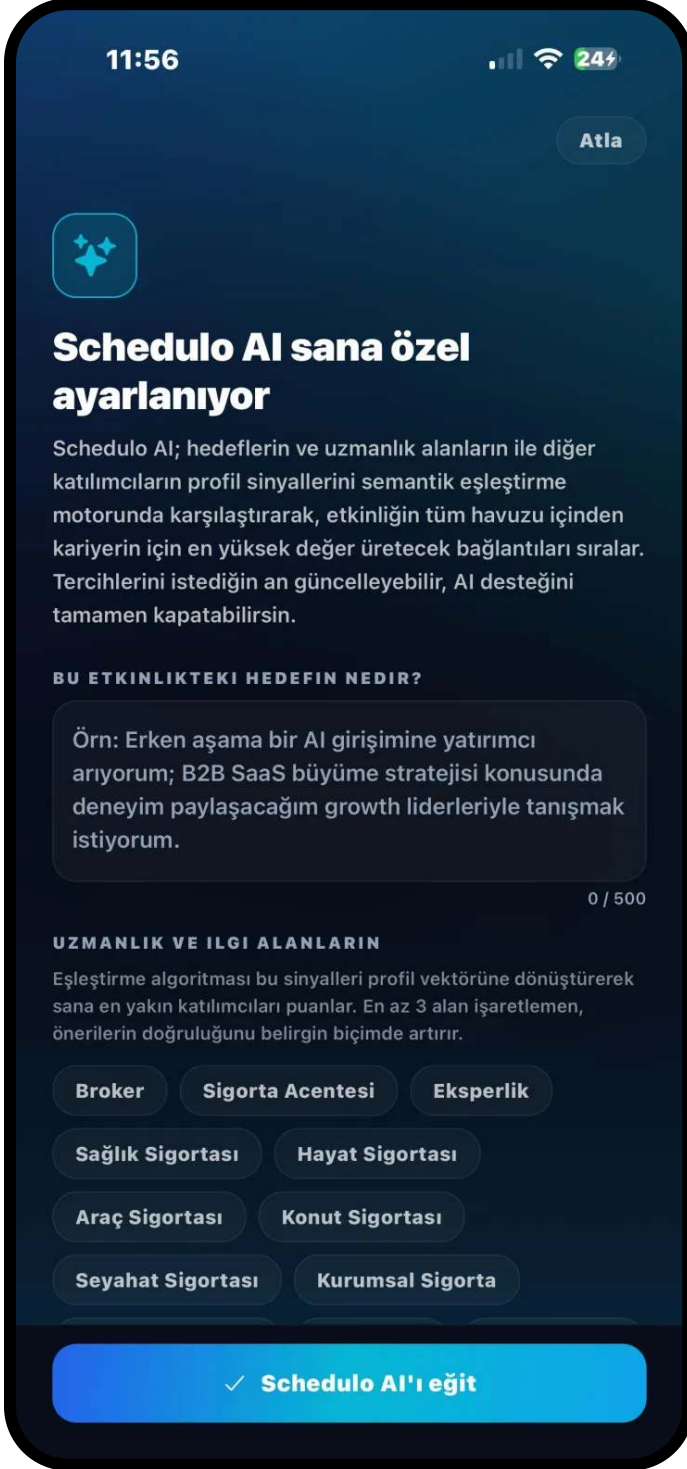 11:56
24
Atla
Schedulo AI sana özel
ayarlanıyor
Schedulo AI; hedeflerin ve uzmanlık alanların ile diğer
katılımcıların profil sinyallerini semantik eşleştirme
motorunda karşılaştırarak, etkinliğin tüm havuzu içinden
kariyerin için en yüksek değer üretecek bağlantıları sıralar.
Tercihlerini istediğin an güncelleyebilir, AI desteğini
tamamen kapatabilirsin.
BU ETKINLIKTEKI HEDEFIN NEDIR?
Örn: Erken aşama bir AI girişimine yatırımcı
arıyorum; B2B SaaS büyüme stratejisi konusunda
deneyim paylaşacağım growth liderleriyle tanışmak
istiyorum.
0 / 500
UZMANLIK VE ILGI ALANLARIN
Eşleştirme algoritması bu sinyalleri profil vektörüne dönüştürerek
sana en yakın katılımcıları puanlar. En az 3 alan işaretlemen,
önerilerin doğruluğunu belirgin biçimde artırır.
Broker Sigorta Acentesi Eksperlik
Sağlık Sigortası Hayat Sigortası
Araç Sigortası Konut Sigortası
Seyahat Sigortası Kurumsal Sigorta
Schedulo AI'ı eğit